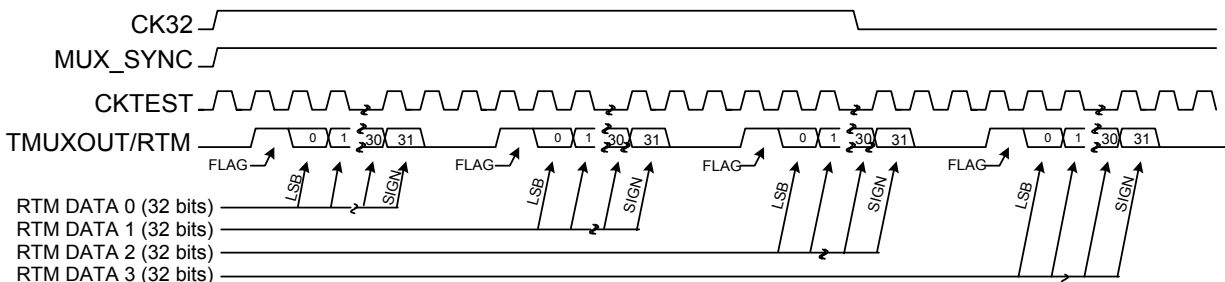 CK32
MUX_SYNC
CKTEST
TMUXOUT/RTM
0 1 30 31 0 1 30 31 0 1 30 31 0 1 30 31
FLAG FLAG FLAG FLAG
LSB SIGN LSB SIGN LSB SIGN LSB SIGN
RTM DATA 0 (32 bits)
RTM DATA 1 (32 bits)
RTM DATA 2 (32 bits)
RTM DATA 3 (32 bits)